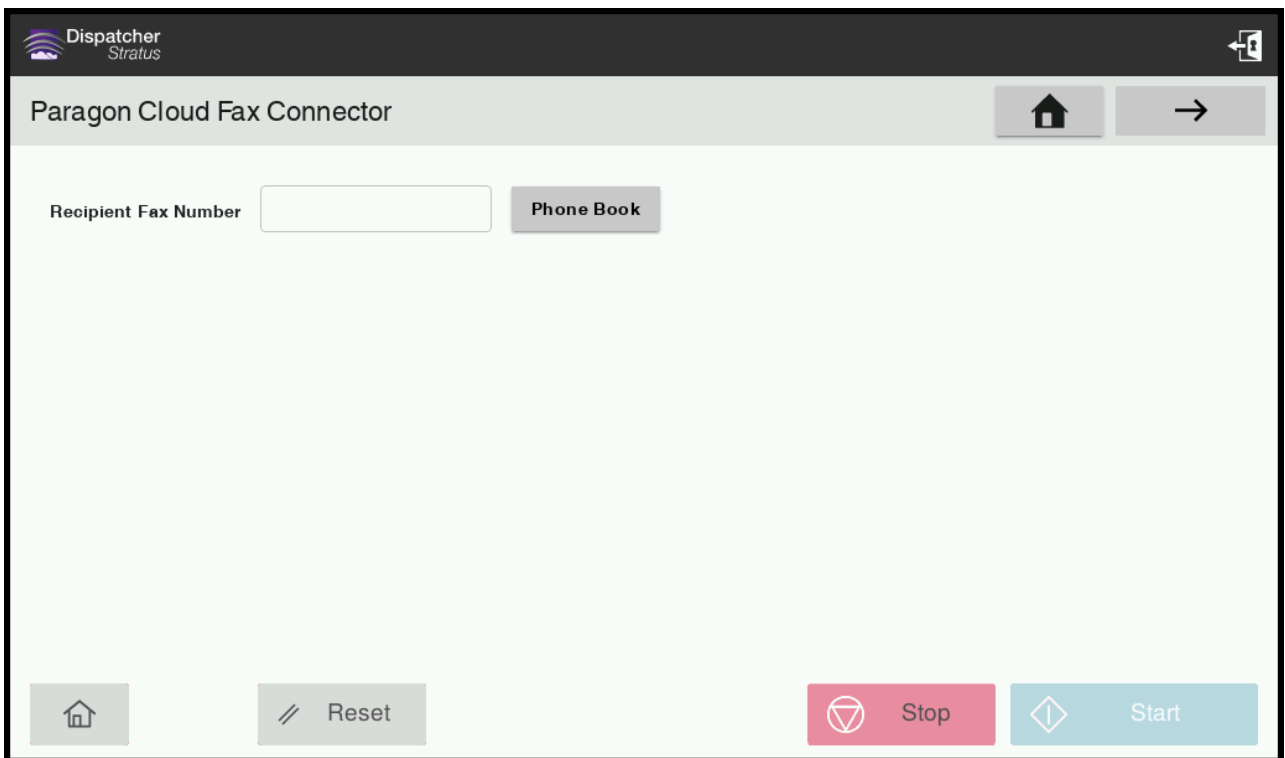 Dispatcher
Stratus
Paragon Cloud Fax Connector
Recipient Fax Number
Phone Book
Reset
Stop
Start